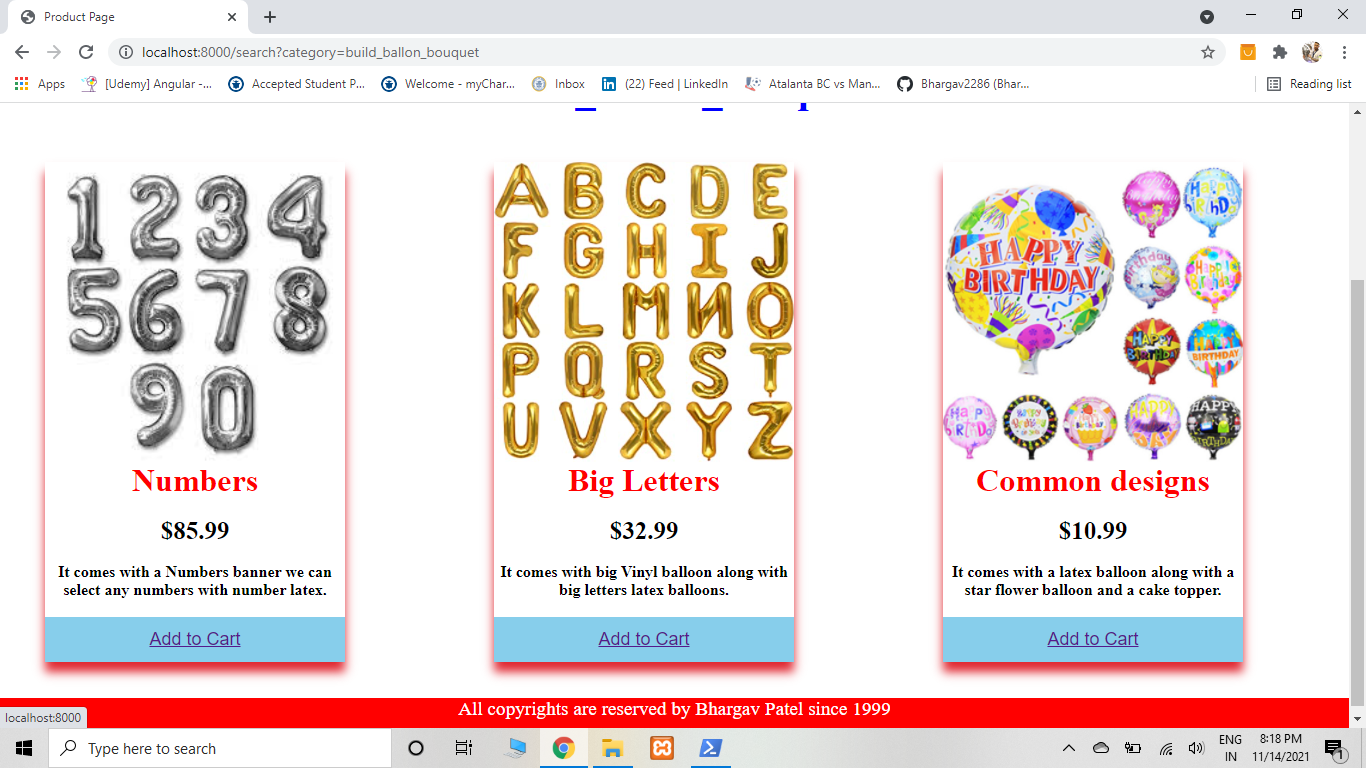 Product Page
localhost:8000/search?category=build_ballon_bouquet
Apps [Udemy] Angular -... Accepted Student P... Welcome - myChar... Inbox (22) Feed | LinkedIn Atalanta BC vs Man... Bhargav2286 (Bhar... Reading list
1 2 3 4
5 6 7 8
9 0
A B C D E
F G H I J
K L M N O
P Q R S T
U V X Y Z
HAPPY
BIRTHDAY
Numbers
$85.99
It comes with a Numbers banner we can
select any numbers with number latex.
Add to Cart
Big Letters
$32.99
It comes with big Vinyl balloon along with
big letters latex balloons.
Add to Cart
Common designs
$10.99
It comes with a latex balloon along with a
star flower balloon and a cake topper.
Add to Cart
All copyrights are reserved by Bhargav Patel since 1999
localhost:8000
Type here to search
ENG
IN
8:18 PM
11/14/2021
1